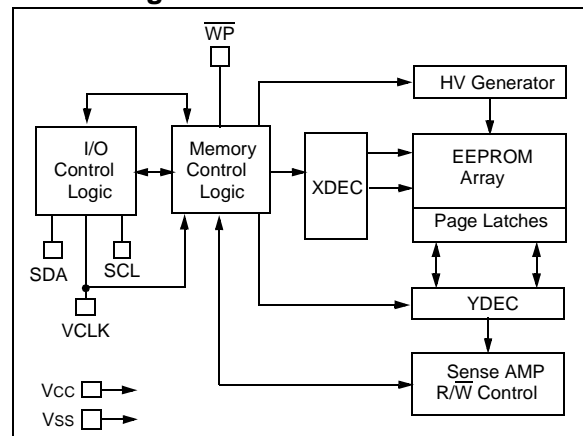 WP
HV Generator
I/O
Control
Logic
Memory
Control
Logic
XDEC
EEPROM
Array
Page Latches
SDA
SCL
VCLK
YDEC
Sense AMP
R/W Control
VCC
VSS